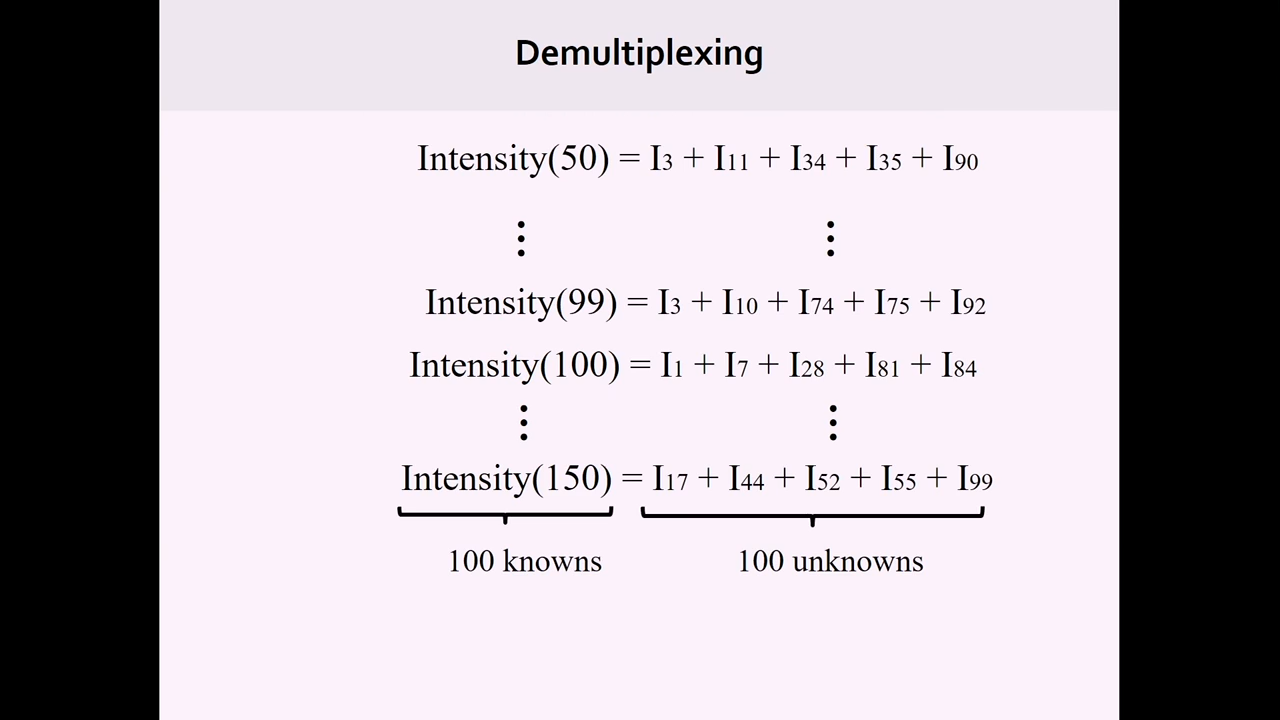 Demultiplexing
Intensity(50) = I₃ + I₁₁ + I₃₄ + I₃₅ + I₉₀
⋮ ⋮
Intensity(99) = I₃ + I₁₀ + I₇₄ + I₇₅ + I₉₂
Intensity(100) = I₁ + I₇ + I₂₈ + I₈₁ + I₈₄
⋮ ⋮
Intensity(150) = I₁₇ + I₄₄ + I₅₂ + I₅₅ + I₉₉
100 knowns 100 unknowns